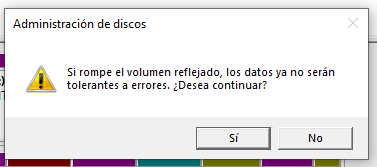 Administración de discos
Si rompe el volumen reflejado, los datos ya no serán
tolerantes a errores. ¿Desea continuar?
Sí
No